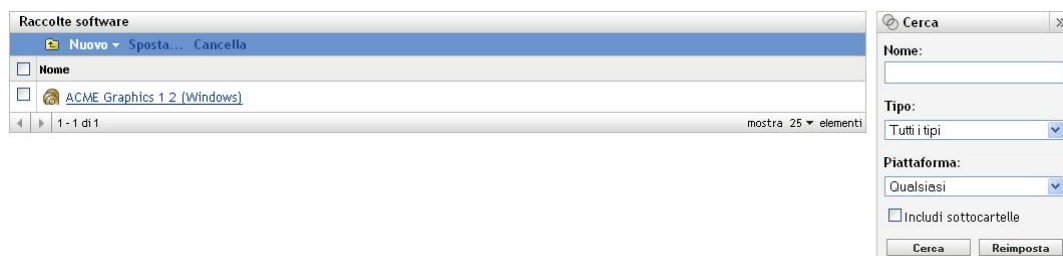 Raccolte software
Nuovo Sposta... Cancella
Nome
ACME Graphics 1 2 (Windows)
1 - 1 di 1 mostra 25 elementi
Cerca
Nome:
Tipo:
Tutti i tipi
Piattaforma:
Qualsiasi
Includi sottocartelle
Cerca Reimposta